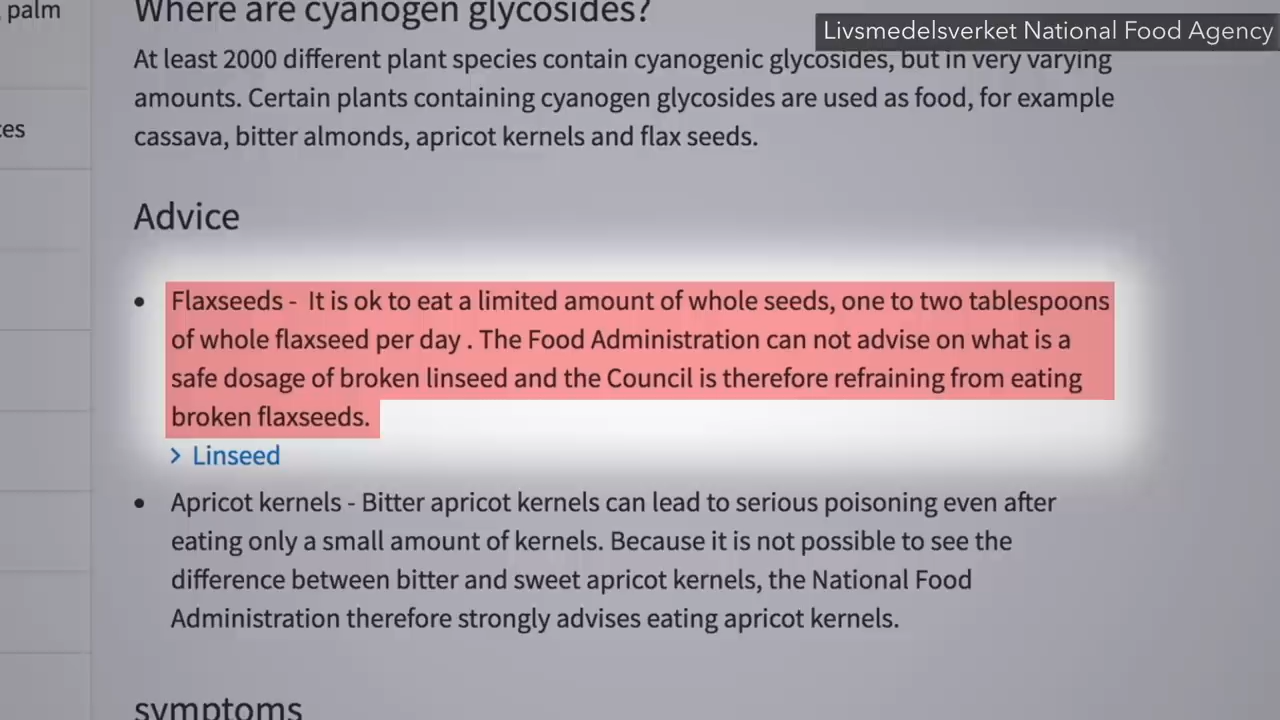 palm
Where are cyanogen glycosides?
Livsmedelsverket National Food Agency
At least 2000 different plant species contain cyanogenic glycosides, but in very varying
amounts. Certain plants containing cyanogen glycosides are used as food, for example
ces
cassava, bitter almonds, apricot kernels and flax seeds.
Advice
• Flaxseeds - It is ok to eat a limited amount of whole seeds, one to two tablespoons
of whole flaxseed per day . The Food Administration can not advise on what is a
safe dosage of broken linseed and the Council is therefore refraining from eating
broken flaxseeds.
> Linseed
• Apricot kernels - Bitter apricot kernels can lead to serious poisoning even after
eating only a small amount of kernels. Because it is not possible to see the
difference between bitter and sweet apricot kernels, the National Food
Administration therefore strongly advises eating apricot kernels.
symptoms